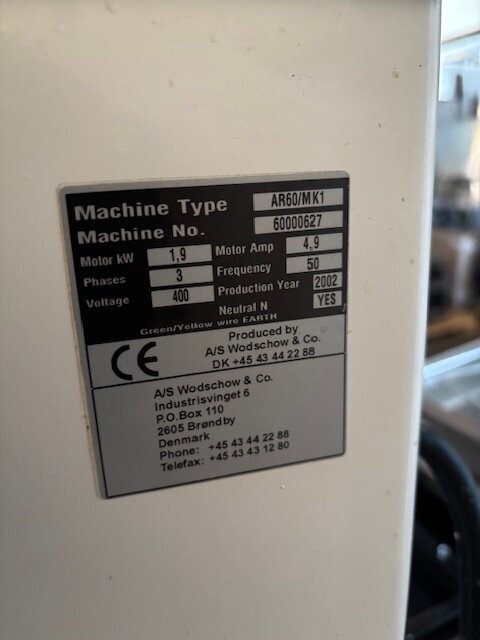 Machine Type AR60/MK1
Machine No. 60000627
Motor kW 1,9 Motor Amp 4,9
Phases 3 Frequency 50
Voltage 400 Production Year 2002
Neutral N YES
Green/Yellow wire EARTH
CE Produced by
A/S Wodschow & Co.
DK +45 43 44 22 88
A/S Wodschow & Co.
Industrisvinget 6
P.O.Box 110
2605 Brøndby
Denmark
Phone: +45 43 44 22 88
Telefax: +45 43 43 12 80